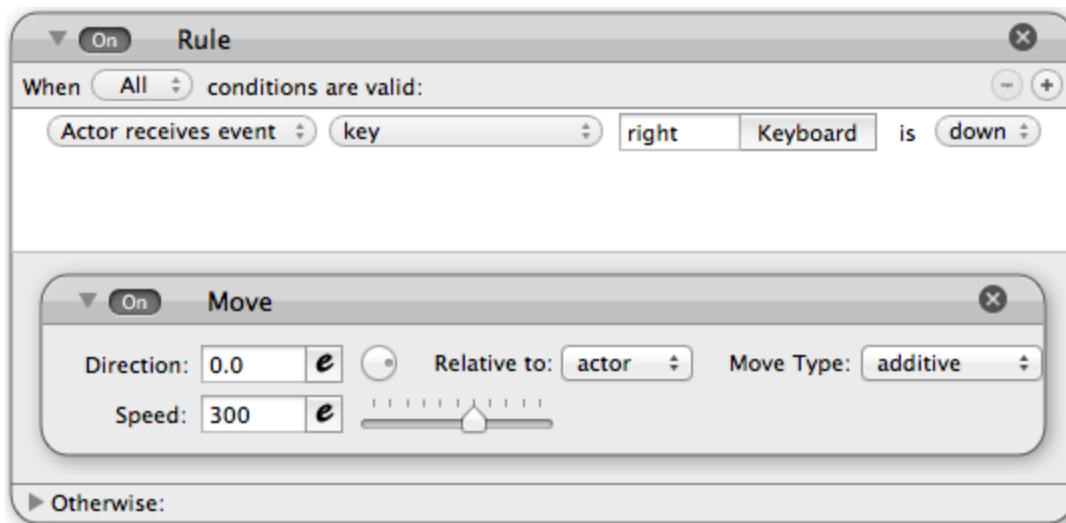 On Rule
When All conditions are valid:
Actor receives event key right Keyboard is down
On Move
Direction: 0.0 e Relative to: actor Move Type: additive
Speed: 300 e
Otherwise: